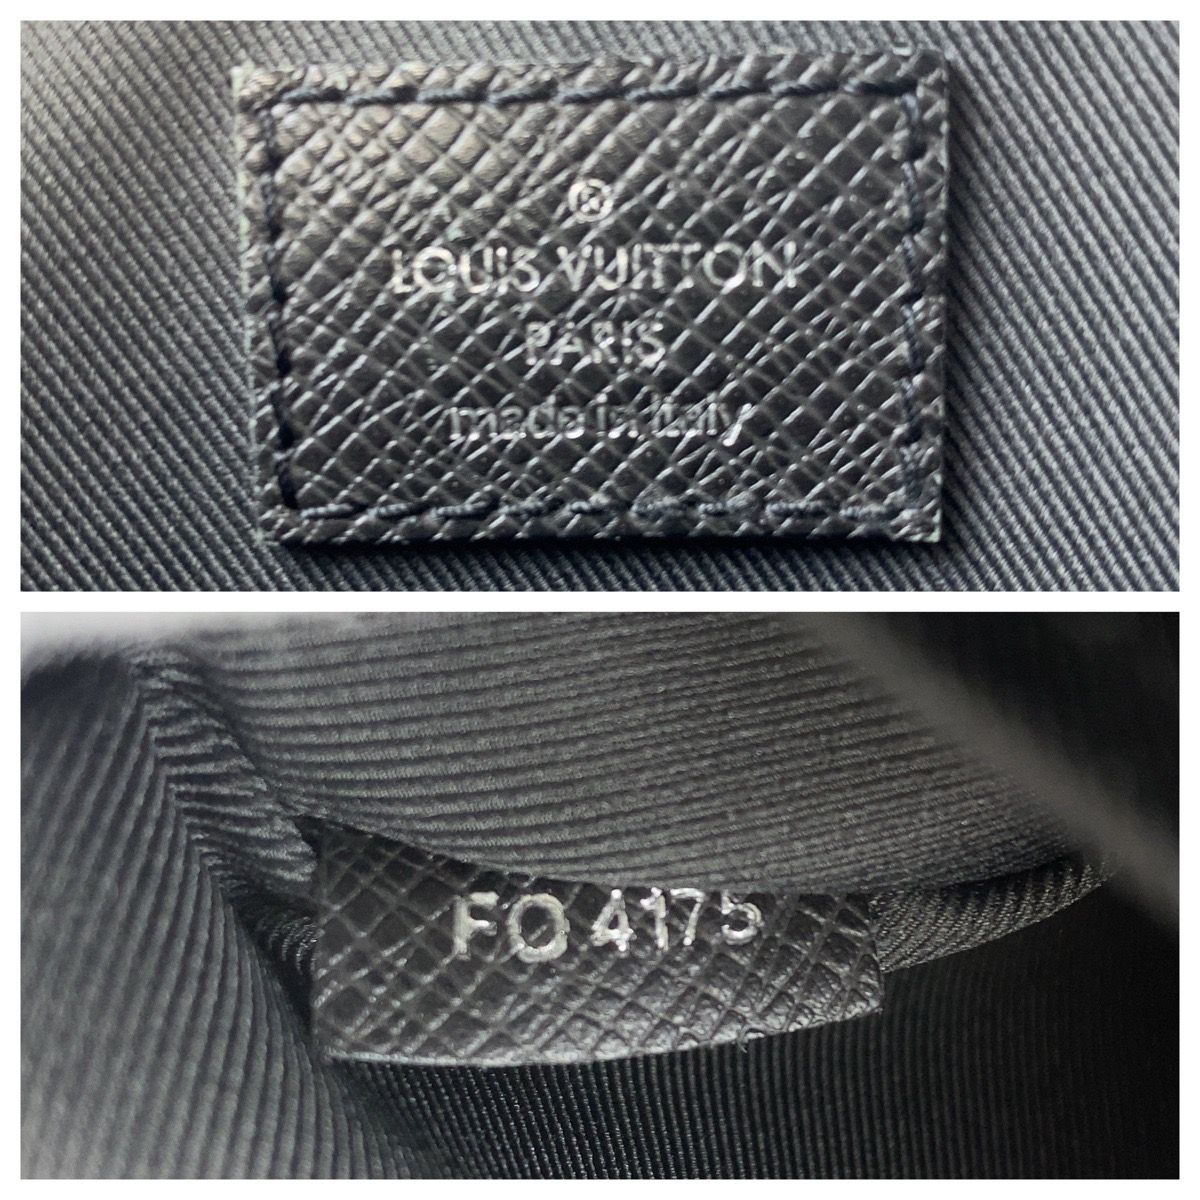 ®
LOUIS VUITTON
PARIS
made in Italy
FO 4175